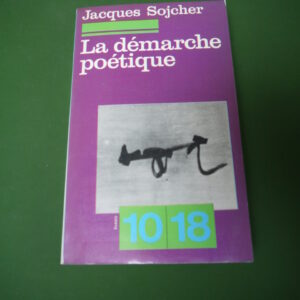 Jacques Sojcher
La démarche
poétique
10 18